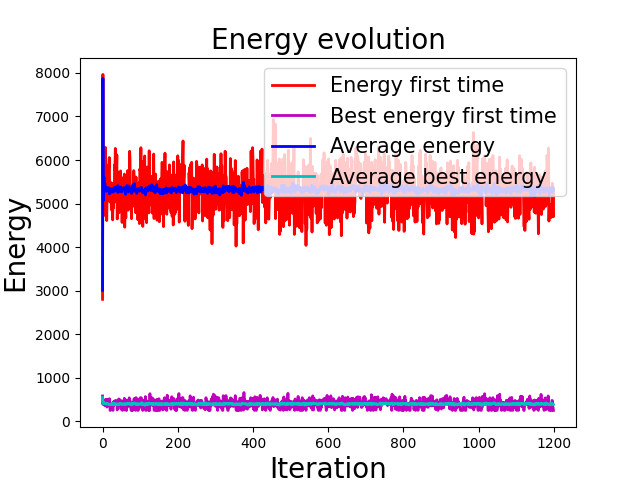 Energy evolution
Energy first time
Best energy first time
Average energy
Average best energy
Energy
8000
7000
6000
5000
4000
3000
2000
1000
0
0 200 400 600 800 1000 1200
Iteration